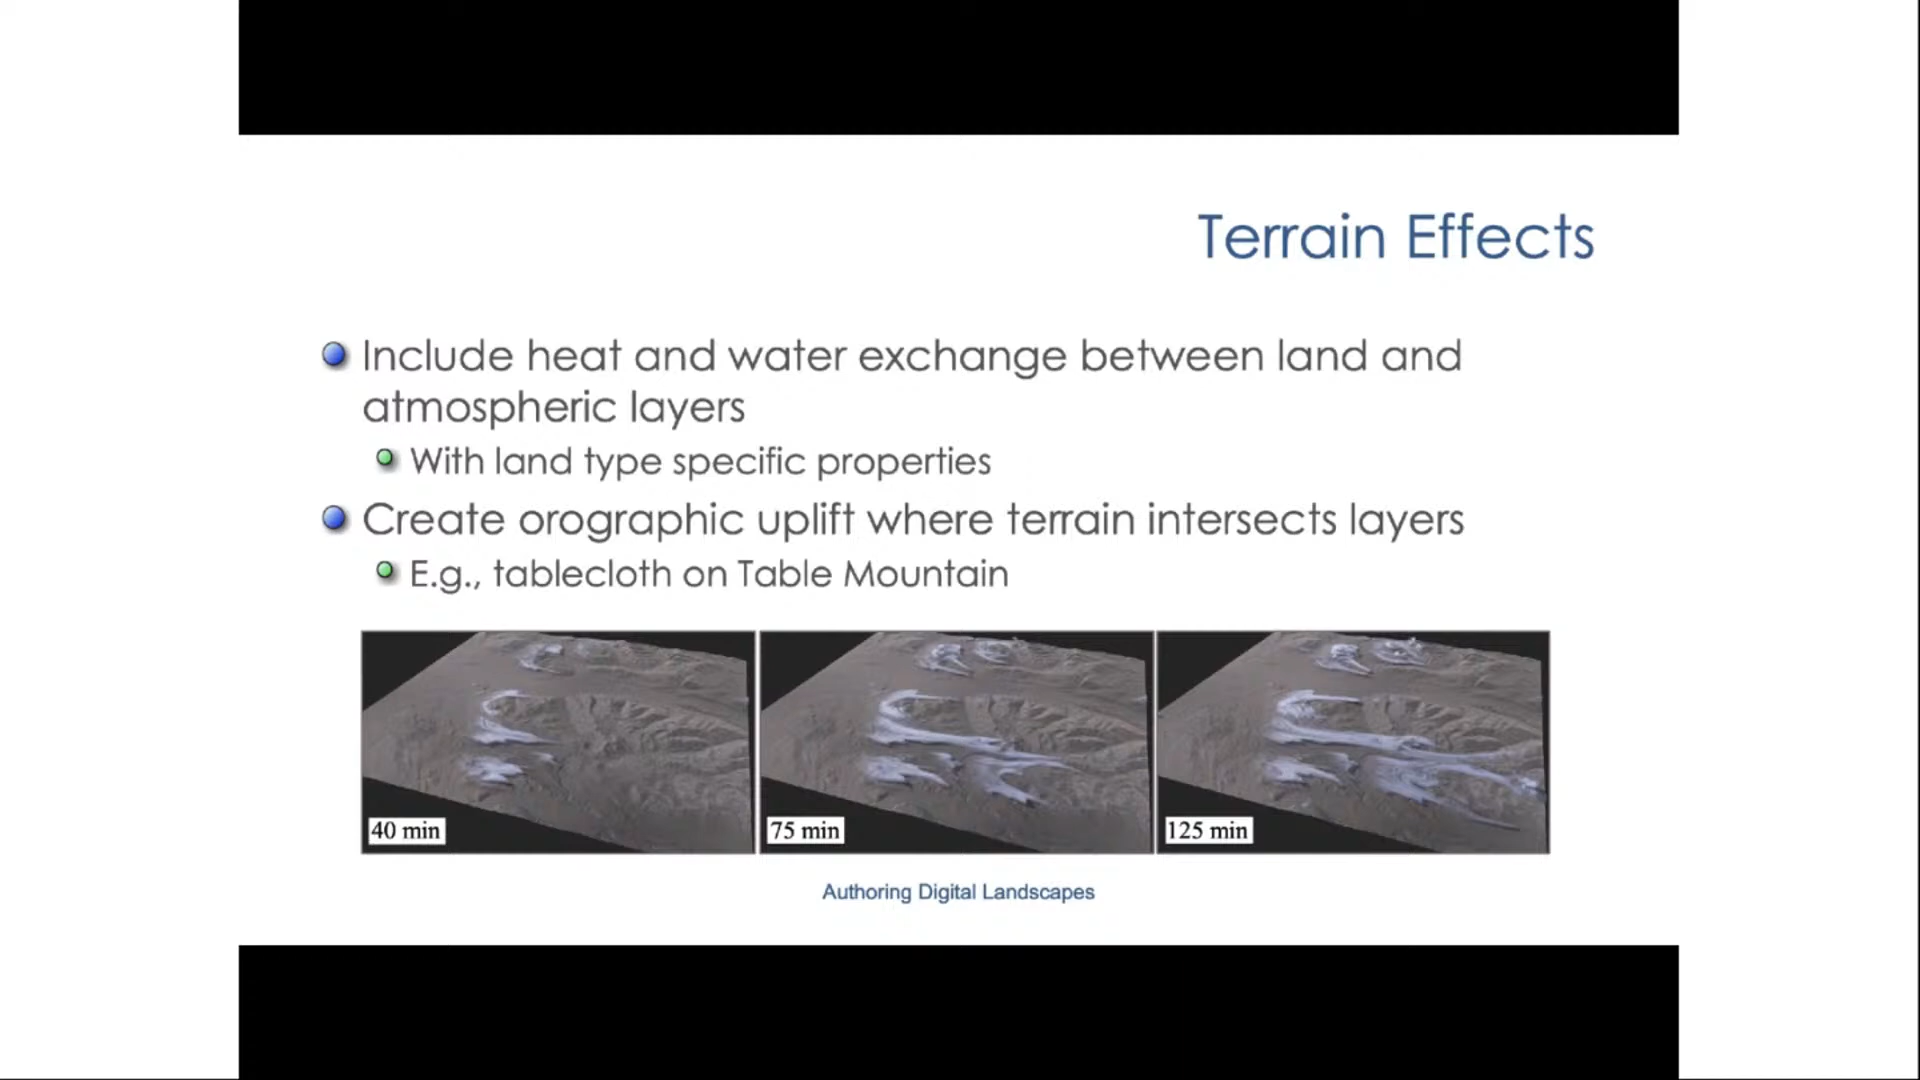 Terrain Effects
Include heat and water exchange between land and
atmospheric layers
With land type specific properties
Create orographic uplift where terrain intersects layers
E.g., tablecloth on Table Mountain
40 min
75 min
125 min
Authoring Digital Landscapes